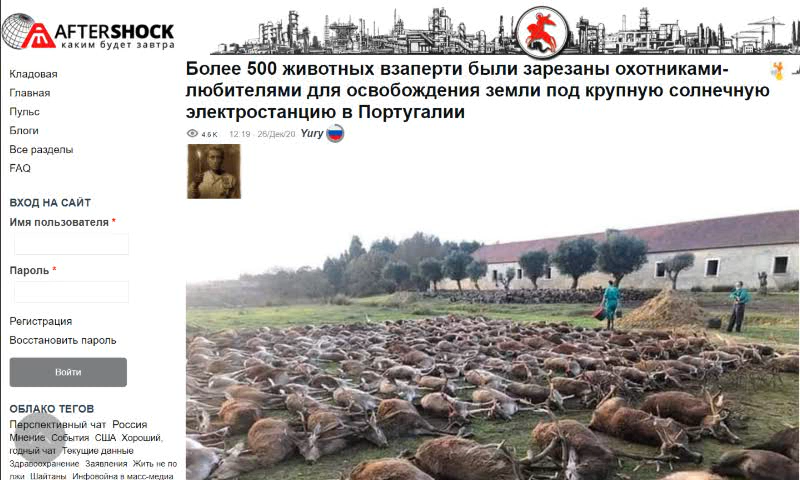 AFTERSHOCK
каким будет завтра
Кладовая
Главная
Пульс
Блоги
Все разделы
FAQ
ВХОД НА САЙТ
Имя пользователя *
Пароль *
Регистрация
Восстановить пароль
Войти
ОБЛАКО ТЕГОВ
Перспективный чат Россия
Мнение События США Хороший,
годный чат Текущие данные
Здравоохранение Заявления Жить не по
лжи Шайтаны Инфовойна в масс-медиа
Более 500 животных взаперти были зарезаны охотниками-
любителями для освобождения земли под крупную солнечную
электростанцию в Португалии
4.6 K 12:19 - 26/Дек/20 Yury